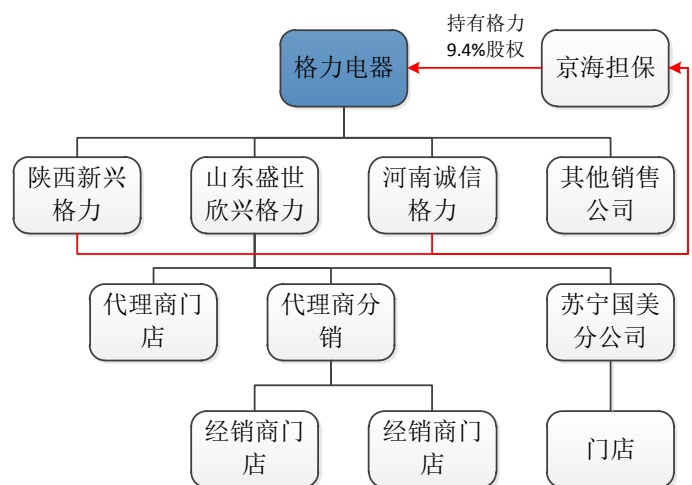 持有格力
9.4%股权
格力电器
京海担保
陕西新兴
格力
山东盛世
欣兴格力
河南诚信
格力
其他销售
公司
代理商门
店
代理商分
销
苏宁国美
分公司
经销商门
店
经销商门
店
门店